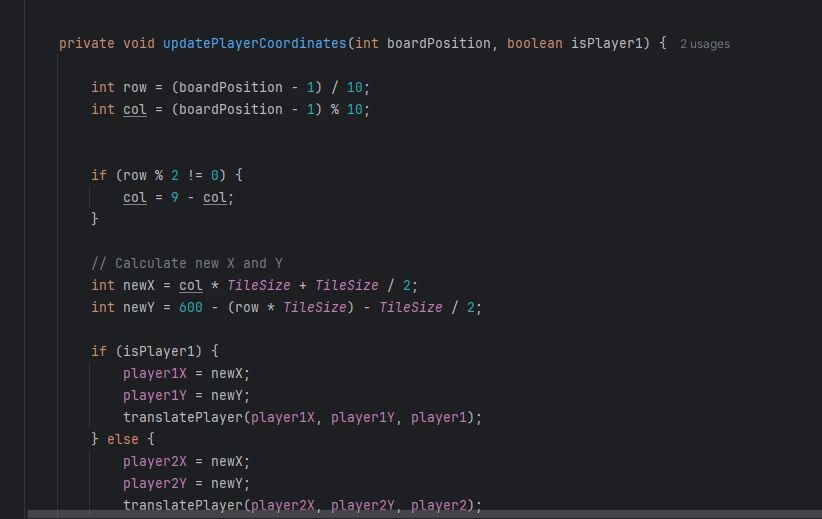 private void updatePlayerCoordinates(int boardPosition, boolean isPlayer1) { 2 usages
int row = (boardPosition - 1) / 10;
int col = (boardPosition - 1) % 10;
if (row % 2 != 0) {
col = 9 - col;
}
// Calculate new X and Y
int newX = col * TileSize + TileSize / 2;
int newY = 600 - (row * TileSize) - TileSize / 2;
if (isPlayer1) {
player1X = newX;
player1Y = newY;
translatePlayer(player1X, player1Y, player1);
} else {
player2X = newX;
player2Y = newY;
translatePlayer(player2X, player2Y, player2);